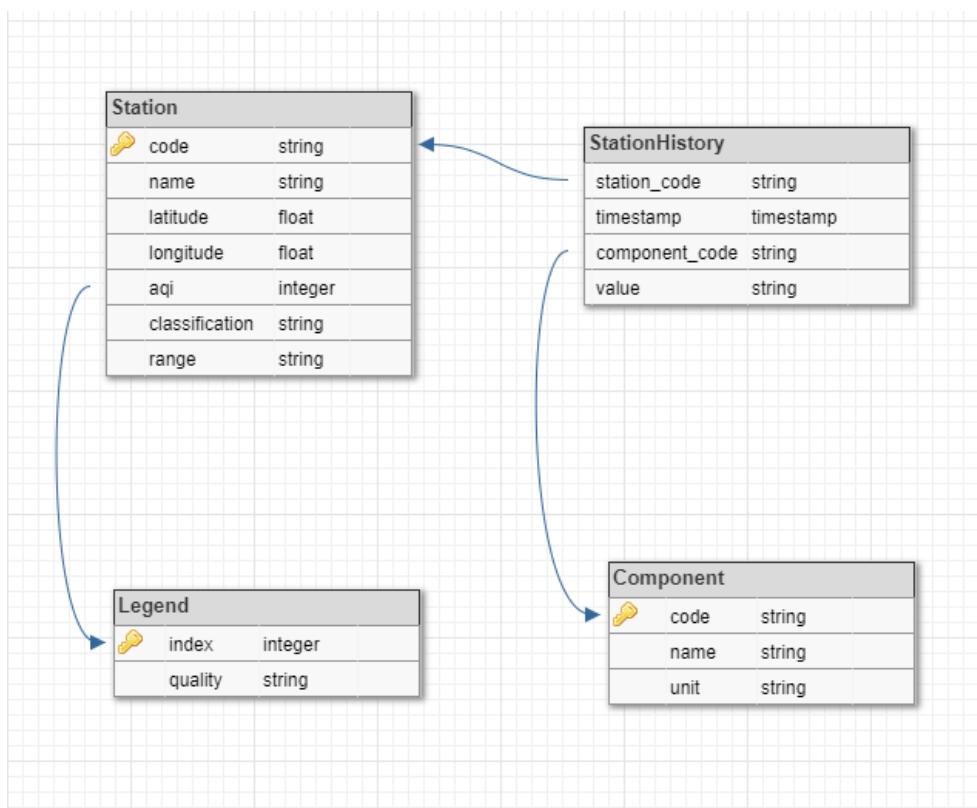 Station
code string
name string
latitude float
longitude float
aqi integer
classification string
range string
StationHistory
station_code string
timestamp timestamp
component_code string
value string
Legend
index integer
quality string
Component
code string
name string
unit string